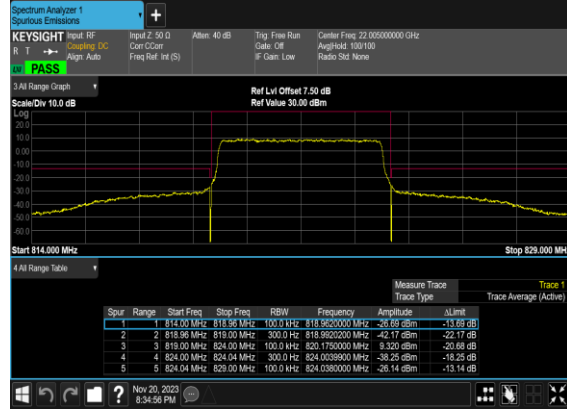 Spectrum Analyzer 1
Spurious Emissions
+
KEYSIGHT Input: RF Input Z: 50 Ω Atten: 40 dB Trig: Free Run Center Freq: 22.005000000 GHz
R T Coupling: DC Corr CCorr Gate: Off Avg|Hold: 100/100
Align: Auto Freq Ref: Int (S) IF Gain: Low Radio Std: None
PASS
3 All Range Graph
Ref Lvl Offset 7.50 dB
Scale/Div 10.0 dB Ref Value 30.00 dBm
Log
20.0
10.0
0.00
-10.0
-20.0
-30.0
-40.0
-50.0
-60.0
Start 814.000 MHz Stop 829.000 MH
4 All Range Table
Measure Trace Trace 1
Trace Type Trace Average (Active)
Spur Range Start Freq Stop Freq RBW Frequency Amplitude ΔLimit
1 1 814.00 MHz 818.96 MHz 100.0 kHz 818.9620000 MHz -26.69 dBm -13.69 dB
2 2 818.96 MHz 819.00 MHz 300.0 Hz 818.9920200 MHz -42.17 dBm -22.17 dB
3 3 819.00 MHz 824.00 MHz 100.0 kHz 820.1750000 MHz 9.320 dBm -20.68 dB
4 4 824.00 MHz 824.04 MHz 300.0 Hz 824.0039900 MHz -38.25 dBm -18.25 dB
5 5 824.04 MHz 829.00 MHz 100.0 kHz 824.0380000 MHz -26.14 dBm -13.14 dB
? Nov 20, 2023
8:34:56 PM